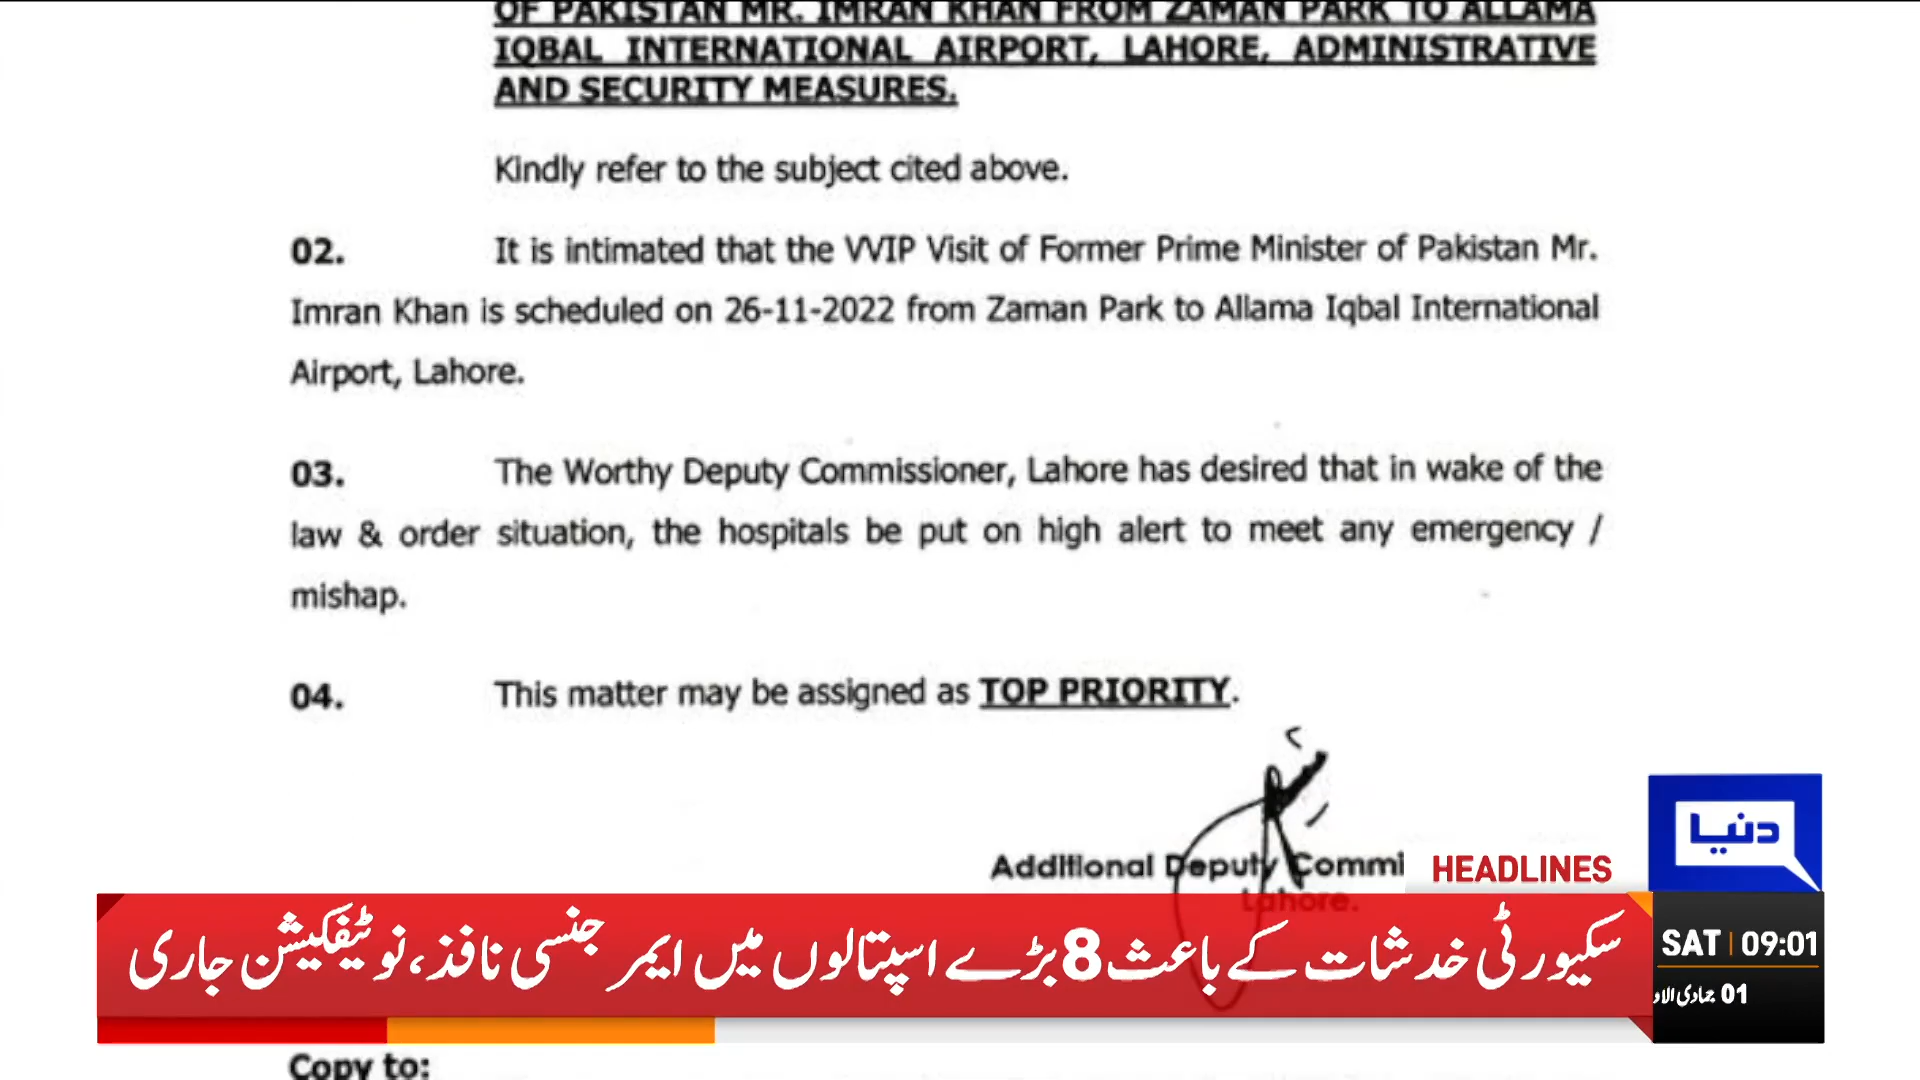 OF PAKISTAN MR. IMRAN KHAN FROM ZAMAN PARK TO ALLAMA
IQBAL INTERNATIONAL AIRPORT, LAHORE, ADMINISTRATIVE
AND SECURITY MEASURES.
Kindly refer to the subject cited above.
02. It is intimated that the VVIP Visit of Former Prime Minister of Pakistan Mr.
Imran Khan is scheduled on 26-11-2022 from Zaman Park to Allama Iqbal International
Airport, Lahore.
03. The Worthy Deputy Commissioner, Lahore has desired that in wake of the
law & order situation, the hospitals be put on high alert to meet any emergency /
mishap.
04. This matter may be assigned as TOP PRIORITY.
Additional Deputy Commi
Lahore.
HEADLINES
دنیا
سکیورٹی خدشات کے باعث 8 بڑے اسپتالوں میں ایمرجنسی نافذ، نوٹیفکیشن جاری
SAT | 09:01
01 جمادی الاو
Copy to: